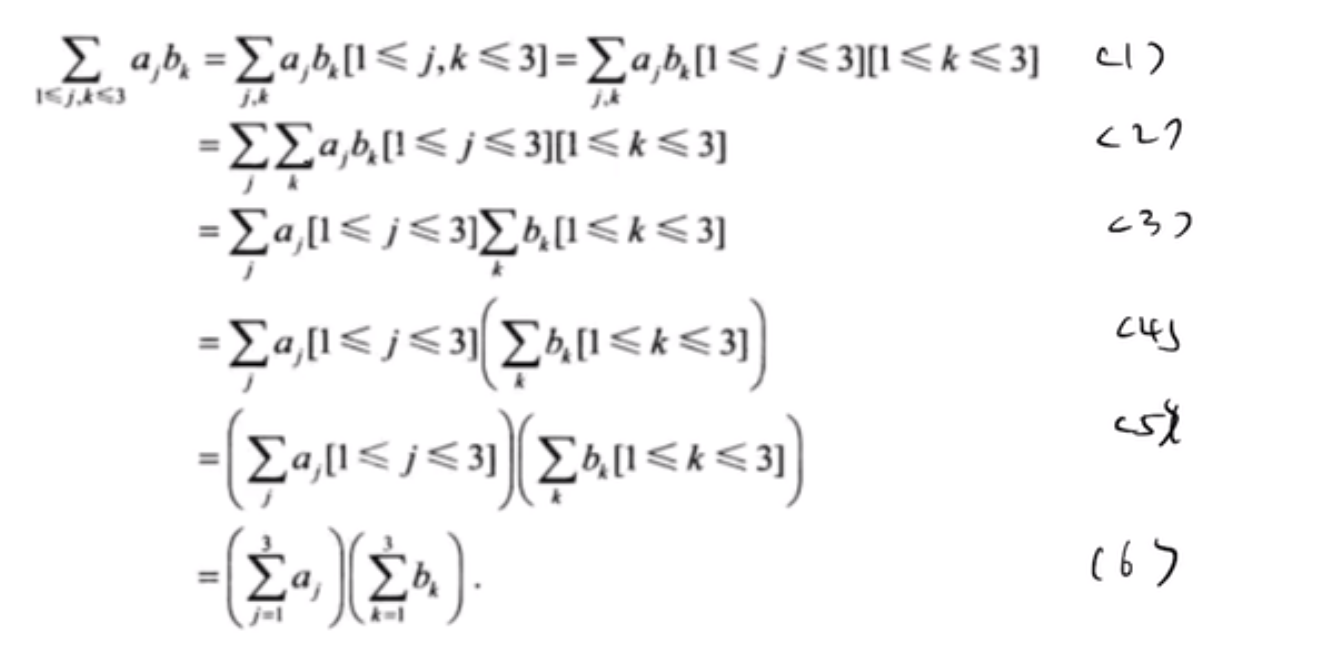 ∑_{1≤j,k≤3} a_j b_k = ∑_{j,k} a_j b_k [1≤j,k≤3] = ∑_{j,k} a_j b_k [1≤j≤3][1≤k≤3] (1)
= ∑_j ∑_k a_j b_k [1≤j≤3][1≤k≤3] (2)
= ∑_j a_j [1≤j≤3] ∑_k b_k [1≤k≤3] (3)
= ∑_j a_j [1≤j≤3] (∑_k b_k [1≤k≤3]) (4)
= (∑_j a_j [1≤j≤3]) (∑_k b_k [1≤k≤3]) (5)
= (∑_{j=1}^{3} a_j) (∑_{k=1}^{3} b_k). (6)